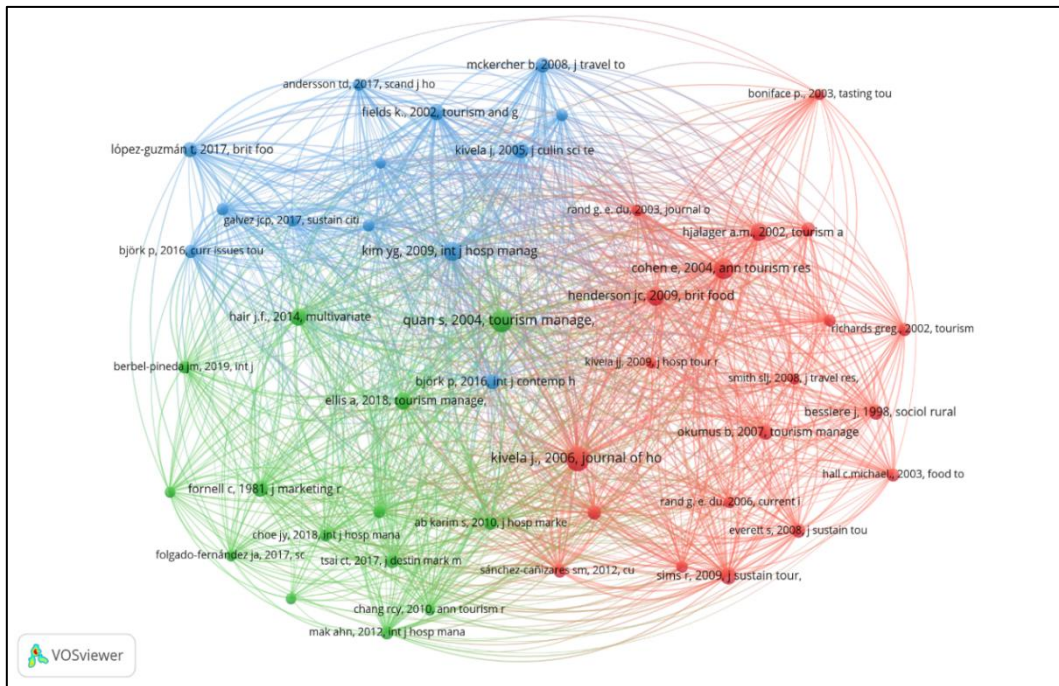 mckercher b, 2008, j travel to
andersson td, 2017, scand j ho
boniface p., 2003, tasting tou
fields k., 2002, tourism and g
lópez-guzmán t, 2017, brit foo
kivela j, 2005, j culin sci te
rand g. e. du, 2003, journal o
galvez jcp, 2017, sustain citi
hjalager a.m., 2002, tourism a
björk p, 2016, curr issues tou
kim yg, 2009, int j hosp manag
cohen e, 2004, ann tourism res
henderson jc, 2009, brit food
hair j.f., 2014, multivariate
quan s, 2004, tourism manage,
richards greg, 2002, tourism
berbel-pineda jm, 2019, int j
kivela jj, 2009, j hosp tour r
björk p, 2016, int j contemp h
smith slj, 2008, j travel res,
ellis a, 2018, tourism manage,
bessiere j, 1998, sociol rural
okumus b, 2007, tourism manage
kivela j., 2006, journal of ho
hall c.michael., 2003, food to
fornell c, 1981, j marketing r
rand g. e. du, 2006, current i
ab karim s, 2010, j hosp marke
everett s, 2008, j sustain tou
choe jy, 2018, int j hosp mana
folgado-fernández ja, 2017, sc
tsai ct, 2017, j destin mark m
sánchez-cañizares sm, 2012, cu
sims r, 2009, j sustain tour,
chang rcy, 2010, ann tourism r
mak ahn, 2012, int j hosp mana
VOSviewer